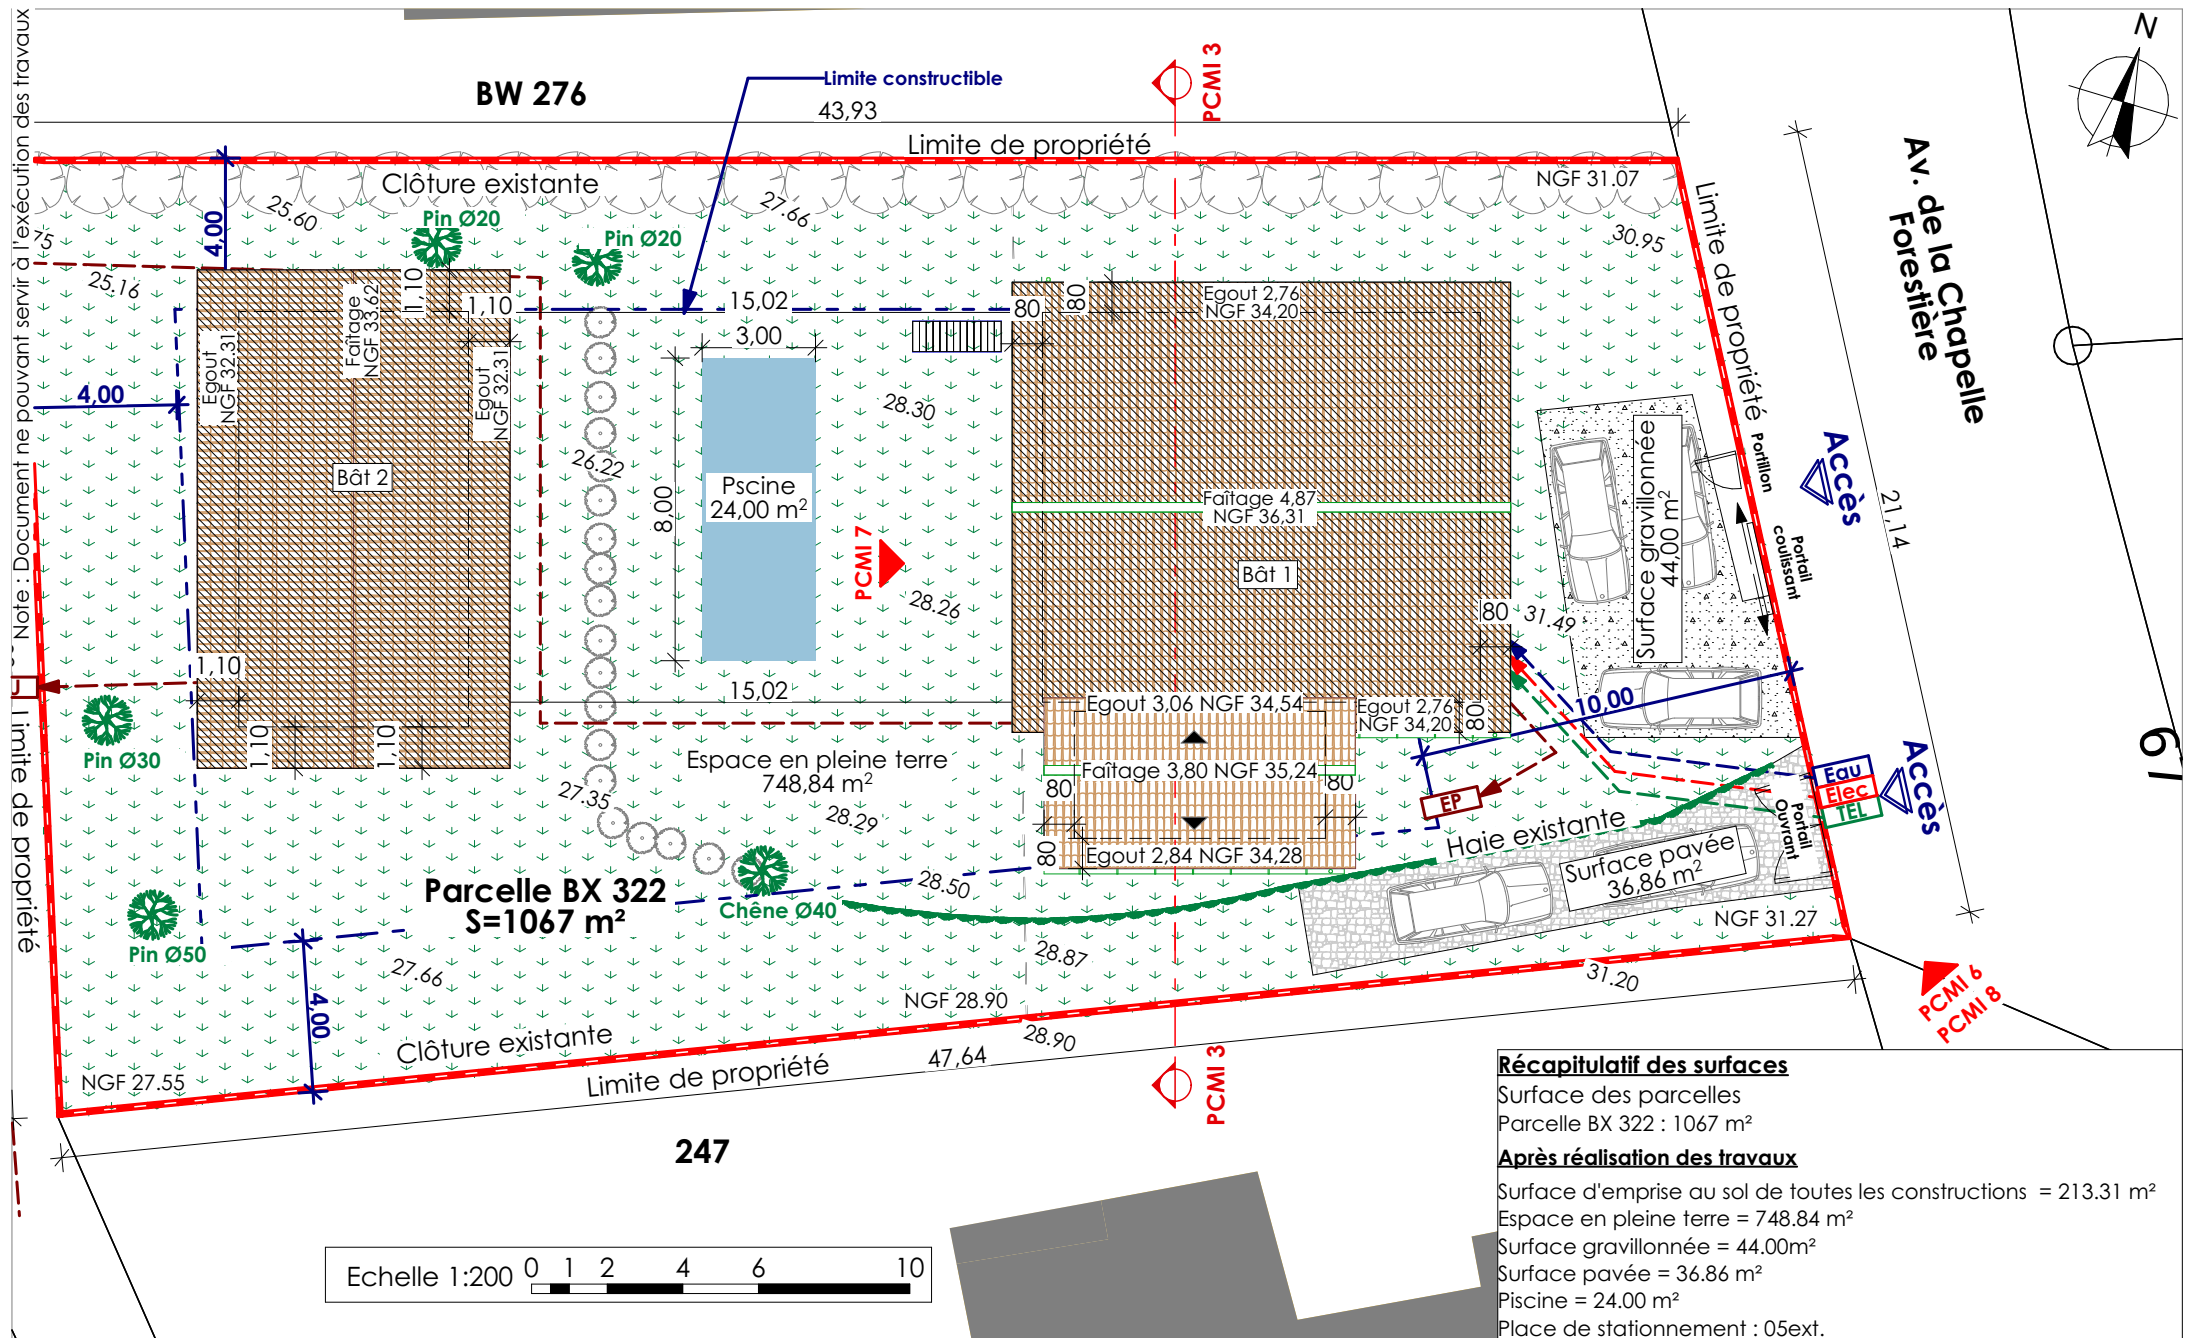 Note : Document ne pouvant servir à l'exécution des travaux
BW 276
Limite constructible
43,93
PCMI 3
N
Limite de propriété
Clôture existante
NGF 31.07
Av. de la Chapelle
Forestière
4,00
25.60
Pin Ø20
Pin Ø20
27.66
30.95
Limite de propriété
75
25.16
Faîtage
NGF 33.62
1,10
1,10
15,02
80
80
Egout 2,76
NGF 34,20
Egout
NGF 32.31
Egout
NGF 32.31
3,00
4,00
28.30
Bât 2
26.22
8,00
Pscine
24,00 m²
Faîtage 4,87
NGF 36,31
Surface gravillonnée
44,00 m²
Portillon
Accès
21,14
Portail
coulissant
PCMI 7
Bât 1
28.26
80
31.49
1,10
U
15,02
Egout 3,06 NGF 34,54
Egout 2,76
NGF 34,20
80
10,00
Pin Ø30
1,10
1,10
Espace en pleine terre
748,84 m²
Faîtage 3,80 NGF 35,24
80
80
EP
Eau
Elec
TEL
Accès
67
27.35
28.29
Portail
Ouvrant
Haie existante
80
Egout 2,84 NGF 34,28
Surface pavée
36,86 m²
Limite de propriété
Parcelle BX 322
S=1067 m²
28.50
Chêne Ø40
NGF 31.27
Pin Ø50
27.66
28.87
31.20
4,00
NGF 28.90
PCMI 6
PCMI 8
Clôture existante
28.90
47,64
NGF 27.55
Limite de propriété
PCMI 3
247
Récapitulatif des surfaces
Surface des parcelles
Parcelle BX 322 : 1067 m²
Après réalisation des travaux
Surface d'emprise au sol de toutes les constructions = 213.31 m²
Espace en pleine terre = 748.84 m²
Surface gravillonnée = 44.00m²
Surface pavée = 36.86 m²
Piscine = 24.00 m²
Place de stationnement : 05ext.
Echelle 1:200 0 1 2 4 6 10